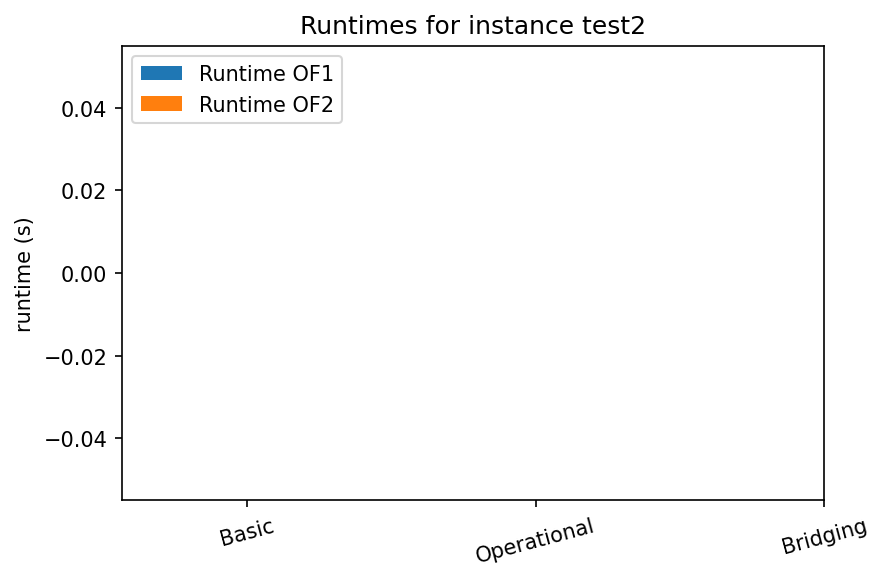 Runtimes for instance test2
Runtime OF1
Runtime OF2
0.04
0.02
0.00
−0.02
−0.04
runtime (s)
Basic
Operational
Bridging